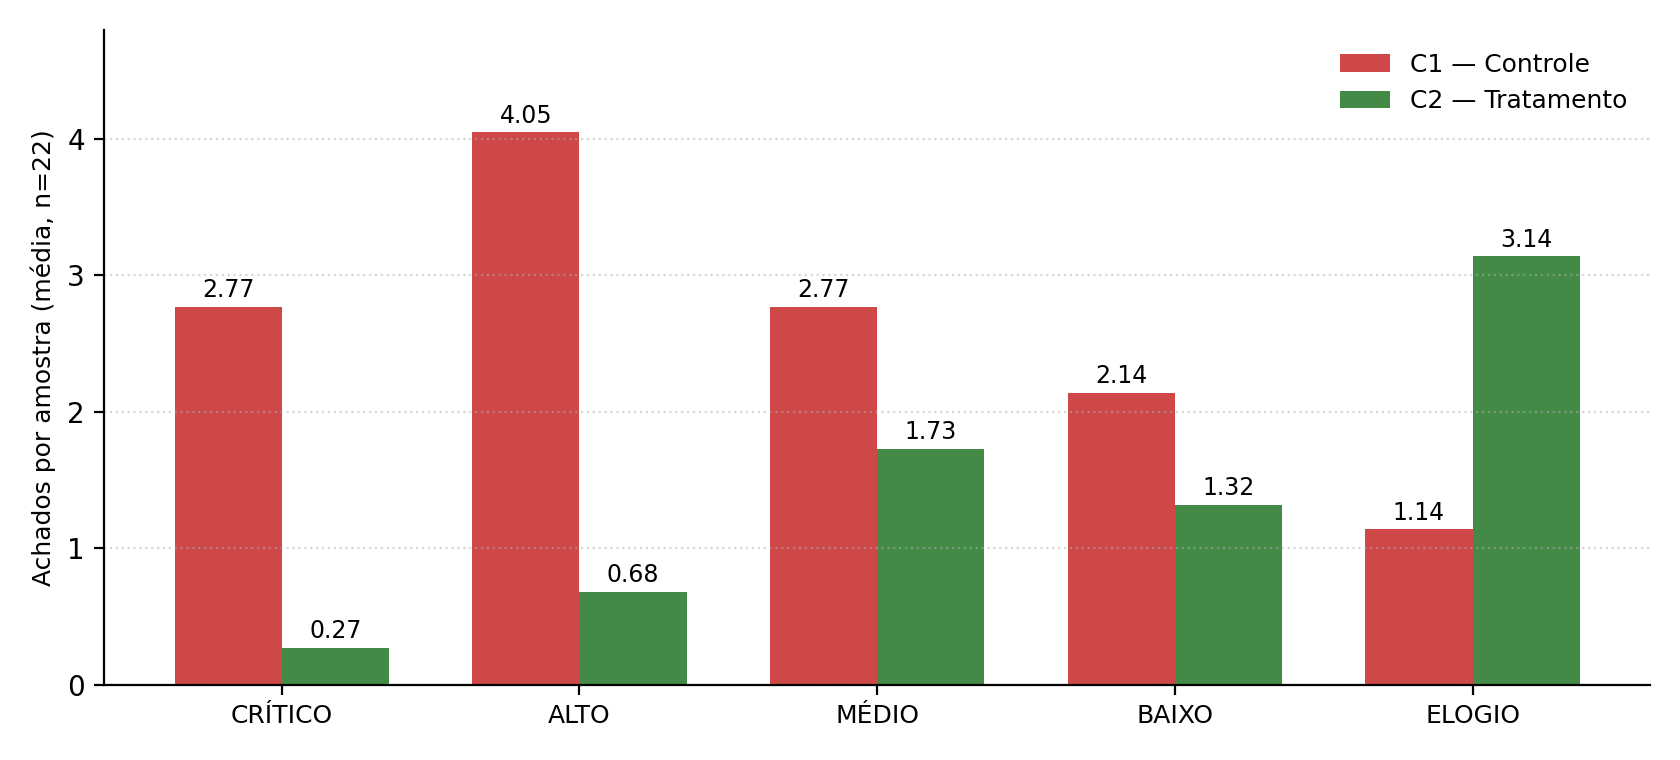 C1 — Controle
C2 — Tratamento
Achados por amostra (média, n=22)
4
3
2
1
0
2.77
0.27
4.05
0.68
2.77
1.73
2.14
1.32
1.14
3.14
CRÍTICO
ALTO
MÉDIO
BAIXO
ELOGIO